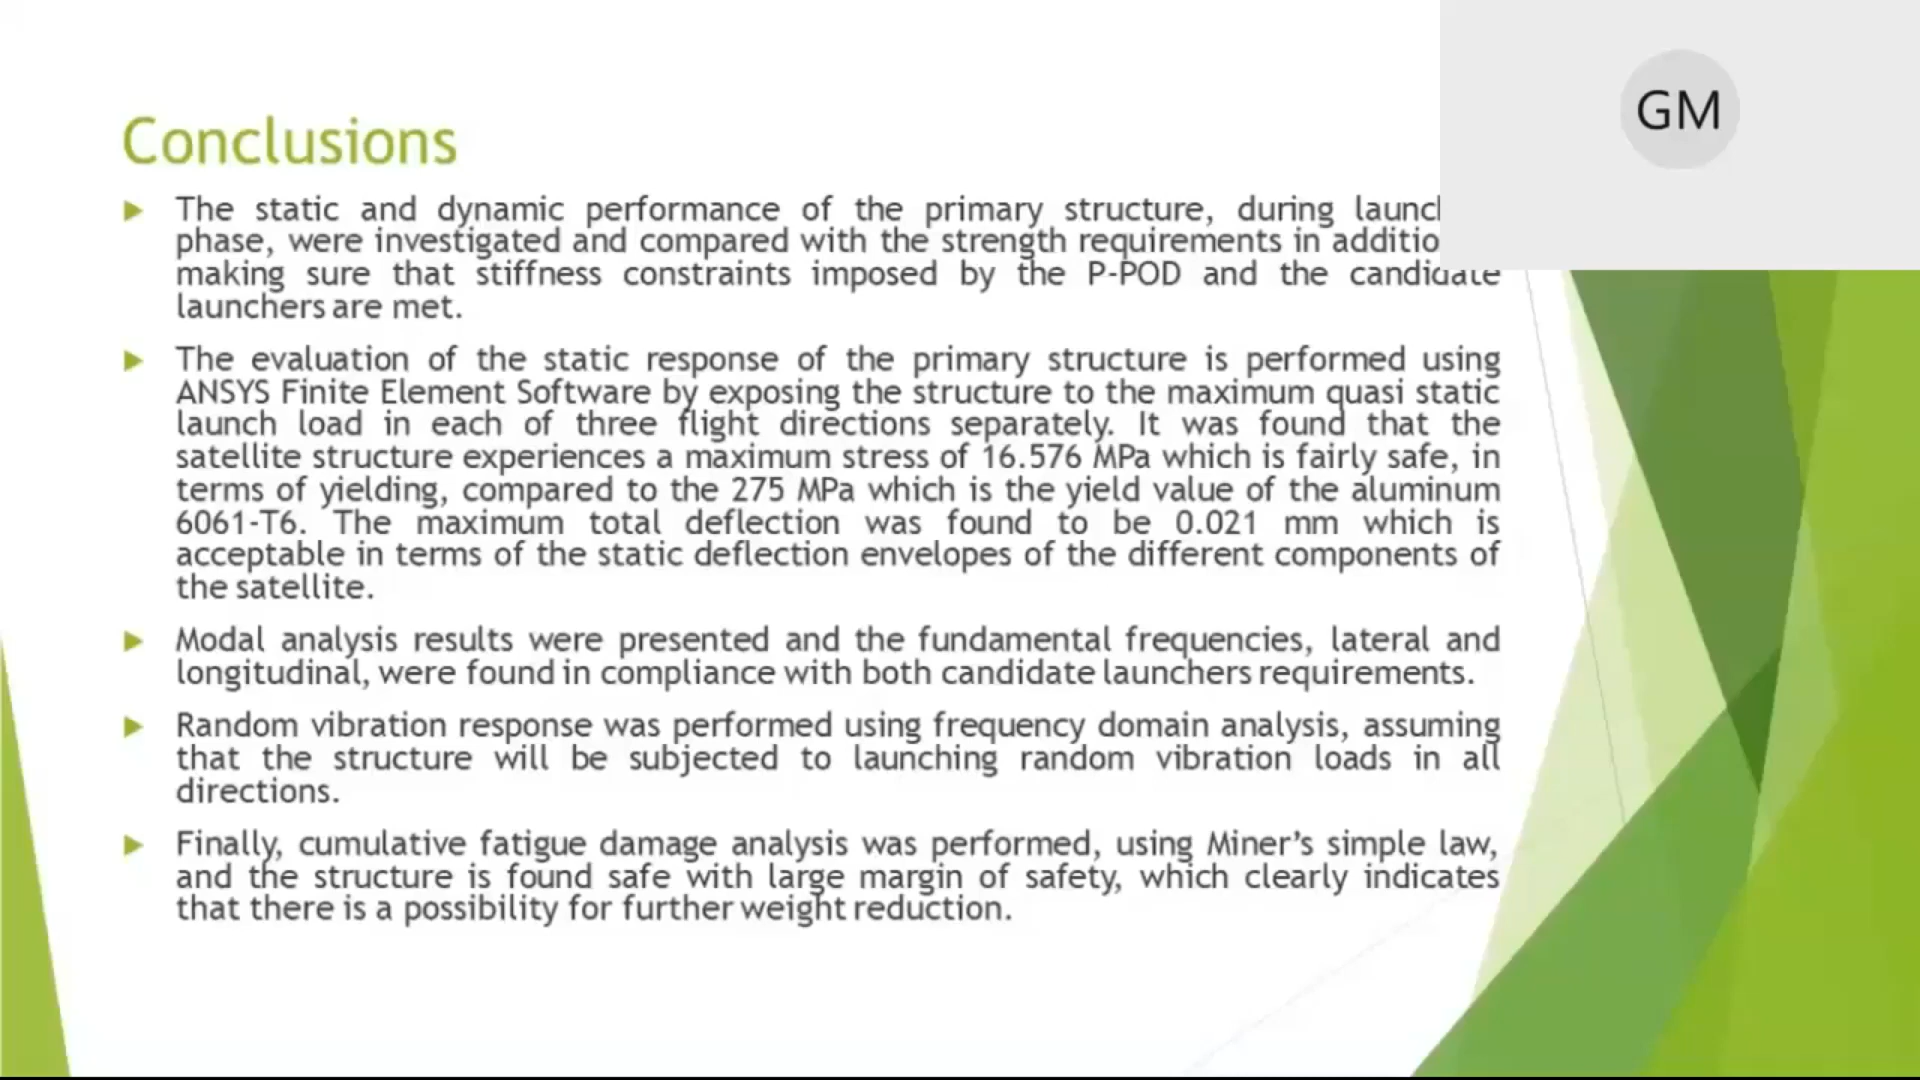 GM
Conclusions
The static and dynamic performance of the primary structure, during
phase, were investigated and compared with the strength requirements in
making sure that stiffness constraints imposed by the P-POD and the candidate
launchers are met.
The evaluation of the static response of the primary structure is performed using
ANSYS Finite Element Software by exposing the structure to the maximum quasi static
launch load in each of three flight directions separately. It was found that the
satellite structure experiences a maximum stress of 16.576 MPa which is fairly safe, in
terms of yielding, compared to the 275 MPa which is the yield value of the aluminum
6061-T6. The maximum total deflection was found to be 0.021 mm which is
acceptable in terms of the static deflection envelopes of the different components of
the satellite.
Modal analysis results were presented and the fundamental frequencies, lateral and
longitudinal, were found in compliance with both candidate launchers requirements.
Random vibration response was performed using frequency domain analysis, assuming
that the structure will be subjected to launching random vibration loads in all
directions.
Finally, cumulative fatigue damage analysis was performed, using Miner's simple law,
and the structure is found safe with large margin of safety, which clearly indicates
that there is a possibility for further weight reduction.